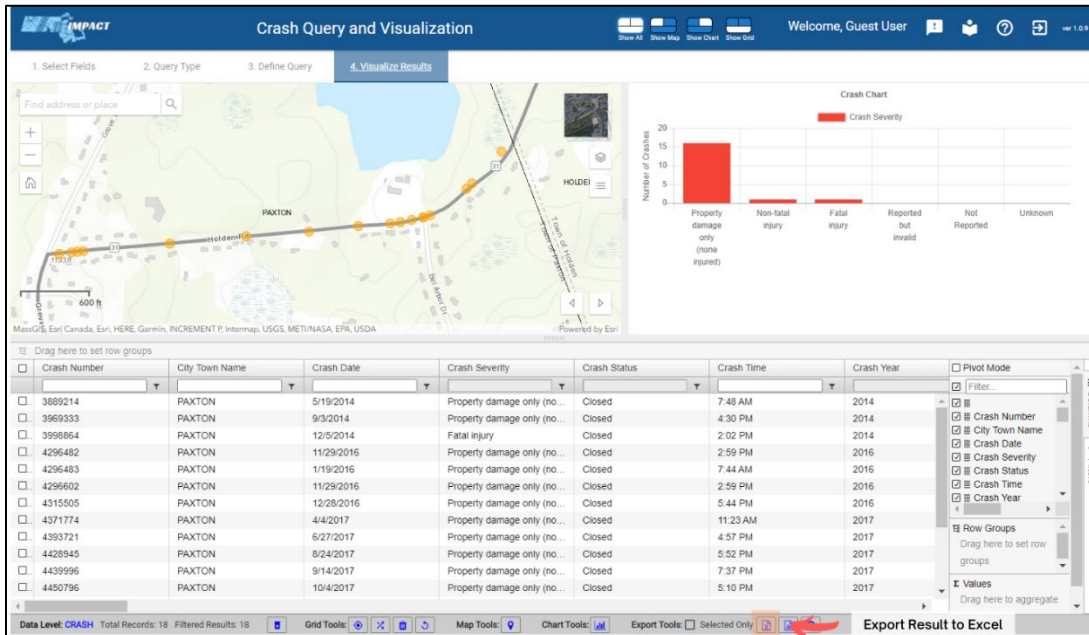 IMPACT
Crash Query and Visualization
Show All Show Map Show Chart Show Grid
Welcome, Guest User
ver 1.0.9
1. Select Fields 2. Query Type 3. Define Query 4. Visualize Results
Find address or place
31
HOLDE
PAXTON
Holden Rd
31
1193 ft
Town of Holden
Town of Paxton
Bel Arbor Dr
600 ft
MassGIS, Esri Canada, Esri, HERE, Garmin, INCREMENT P, Intermap, USGS, METI/NASA, EPA, USDA
Powered by Esri
Crash Chart
Crash Severity
Number of Crashes
20
15
10
5
0
Property damage only (none injured)
Non-fatal injury
Fatal injury
Reported but invalid
Not Reported
Unknown
Drag here to set row groups
Crash Number City Town Name Crash Date Crash Severity Crash Status Crash Time Crash Year
3889214 PAXTON 5/19/2014 Property damage only (no... Closed 7:48 AM 2014
3969333 PAXTON 9/3/2014 Property damage only (no... Closed 4:30 PM 2014
3998864 PAXTON 12/5/2014 Fatal injury Closed 2:02 PM 2014
4296482 PAXTON 11/29/2016 Property damage only (no... Closed 2:59 PM 2016
4296483 PAXTON 1/19/2016 Property damage only (no... Closed 7:44 AM 2016
4296602 PAXTON 11/29/2016 Property damage only (no... Closed 2:59 PM 2016
4315505 PAXTON 12/28/2016 Property damage only (no... Closed 5:44 PM 2016
4371774 PAXTON 4/4/2017 Property damage only (no... Closed 11:23 AM 2017
4393721 PAXTON 6/27/2017 Property damage only (no... Closed 4:57 PM 2017
4428945 PAXTON 8/24/2017 Property damage only (no... Closed 5:52 PM 2017
4439996 PAXTON 9/14/2017 Property damage only (no... Closed 7:37 PM 2017
4450796 PAXTON 10/4/2017 Property damage only (no... Closed 5:10 PM 2017
Pivot Mode
Filter...
Crash Number
City Town Name
Crash Date
Crash Severity
Crash Status
Crash Time
Crash Year
Row Groups
Drag here to set row
groups
Σ Values
Drag here to aggregate
Data Level: CRASH Total Records: 18 Filtered Results: 18 Grid Tools: Map Tools: Chart Tools: Export Tools: Selected Only
Export Result to Excel